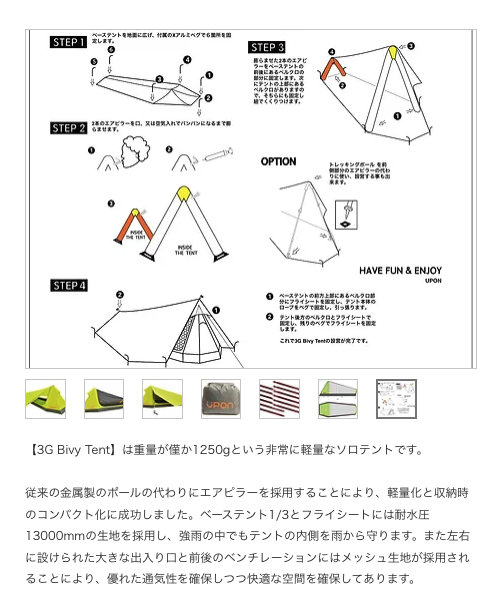 STEP 1
ベーステントを地面に広げ、付属のXアルミペグで6箇所を固
定します。
6
5
4
3
1
2
STEP 2
2本のエアピラーを口、又は空気入れでパンパンになるまで膨
らませます。
1
2
3
INSIDE
THE TENT
INSIDE
THE TENT
STEP 3
膨らませた2本のエアピ
ラーをベーステントの
前後にあるベルクロの
部分に固定します。次
にテントの上部にある
ベルクロがありますの
で、そちらにも固定し
紐でくくりつけます。
4
3
2
1
OPTION
トレッキングポール を前
側部分のエアピラーの代わ
りに使い、設営する事も出
来ます。
HAVE FUN & ENJOY
UPON
STEP 4
2
1
1 ベーステントの前方上部にあるベルクロ部
分にフライシートを固定し、テント本体の
ロープをペグで固定し、引っ張ります。
2 テント後方のベルクロとフライシートで
固定し、残りのペグでフライシートを固定
します。
これで3G Bivy Tentの設営が完了です。
UPON
【3G Bivy Tent】は重量が僅か1250gという非常に軽量なソロテントです。
従来の金属製のポールの代わりにエアピラーを採用することにより、軽量化と収納時
のコンパクト化に成功しました。ベーステント1/3とフライシートには耐水圧
13000mmの生地を採用し、強雨の中でもテントの内側を雨から守ります。また左右
に設けられた大きな出入り口と前後のベンチレーションにはメッシュ生地が採用され
ることにより、優れた通気性を確保しつつ快適な空間を確保してあります。